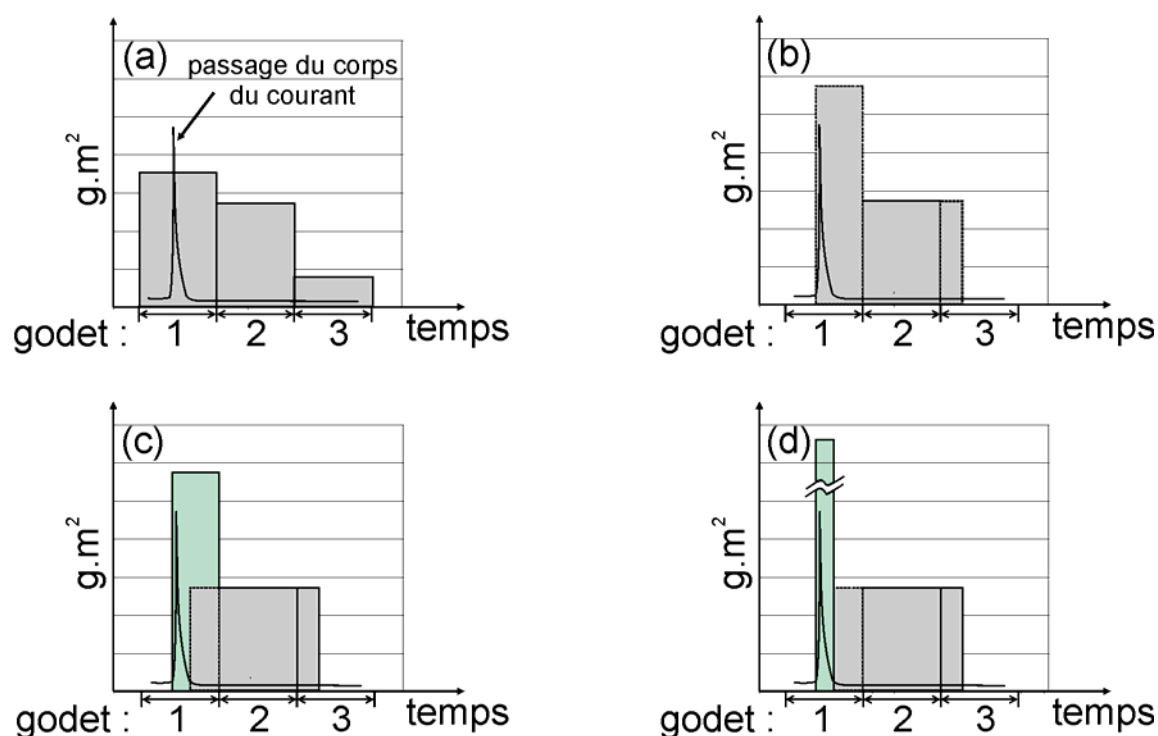 (a)
passage du corps
du courant
g.m²
godet : 1 2 3 temps
(b)
g.m²
godet : 1 2 3 temps
(c)
g.m²
godet : 1 2 3 temps
(d)
g.m²
godet : 1 2 3 temps